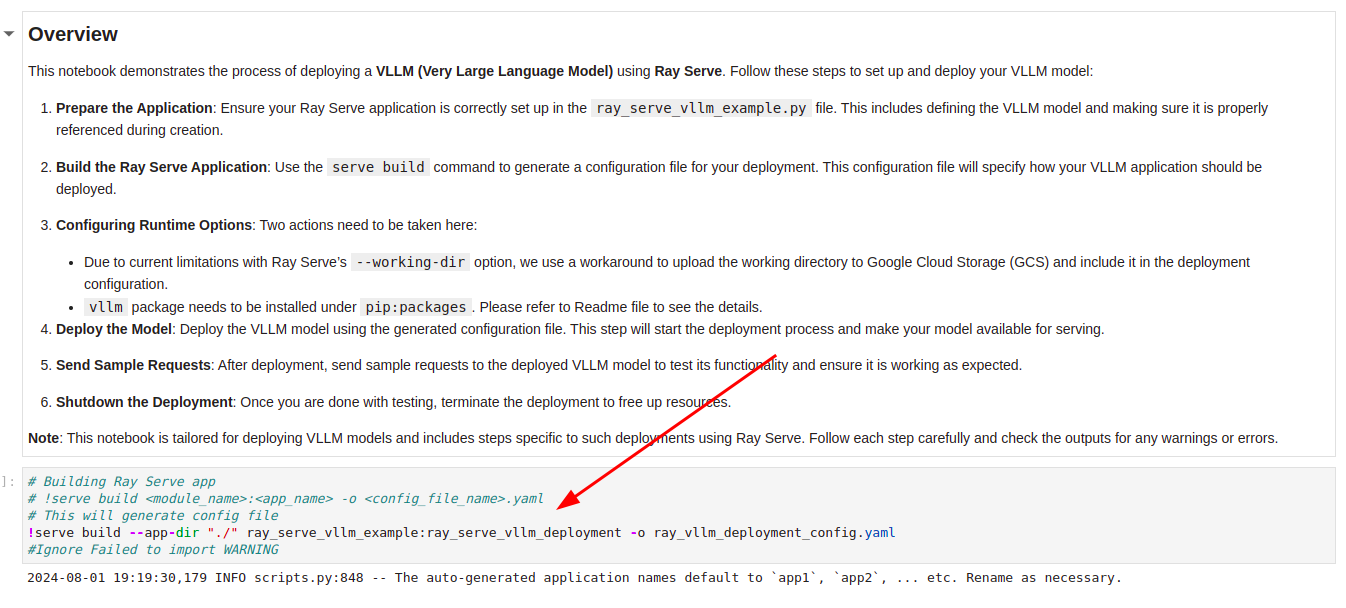 Overview
This notebook demonstrates the process of deploying a VLLM (Very Large Language Model) using Ray Serve. Follow these steps to set up and deploy your VLLM model:
1. Prepare the Application: Ensure your Ray Serve application is correctly set up in the ray_serve_vllm_example.py file. This includes defining the VLLM model and making sure it is properly
referenced during creation.
2. Build the Ray Serve Application: Use the serve build command to generate a configuration file for your deployment. This configuration file will specify how your VLLM application should be
deployed.
3. Configuring Runtime Options: Two actions need to be taken here:
• Due to current limitations with Ray Serve’s --working-dir option, we use a workaround to upload the working directory to Google Cloud Storage (GCS) and include it in the deployment
configuration.
• vllm package needs to be installed under pip:packages. Please refer to Readme file to see the details.
4. Deploy the Model: Deploy the VLLM model using the generated configuration file. This step will start the deployment process and make your model available for serving.
5. Send Sample Requests: After deployment, send sample requests to the deployed VLLM model to test its functionality and ensure it is working as expected.
6. Shutdown the Deployment: Once you are done with testing, terminate the deployment to free up resources.
Note: This notebook is tailored for deploying VLLM models and includes steps specific to such deployments using Ray Serve. Follow each step carefully and check the outputs for any warnings or errors.
]: # Building Ray Serve app
# !serve build <module_name>:<app_name> -o <config_file_name>.yaml
# This will generate config file
!serve build --app-dir "./" ray_serve_vllm_example:ray_serve_vllm_deployment -o ray_vllm_deployment_config.yaml
#Ignore Failed to import WARNING
2024-08-01 19:19:30,179 INFO scripts.py:848 -- The auto-generated application names default to `app1`, `app2`, ... etc. Rename as necessary.